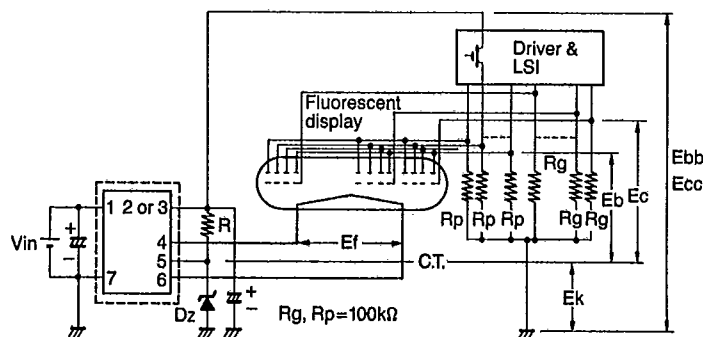 Driver &
LSI
Fluorescent
display
Rg
Ebb
Ecc
Ec
Eb
Rp Rp Rp Rg Rg
1 2 or 3
R
Vin
+
-
4
Ef
5
C.T.
7 6
Ek
Dz
+
-
Rg, Rp=100kΩ